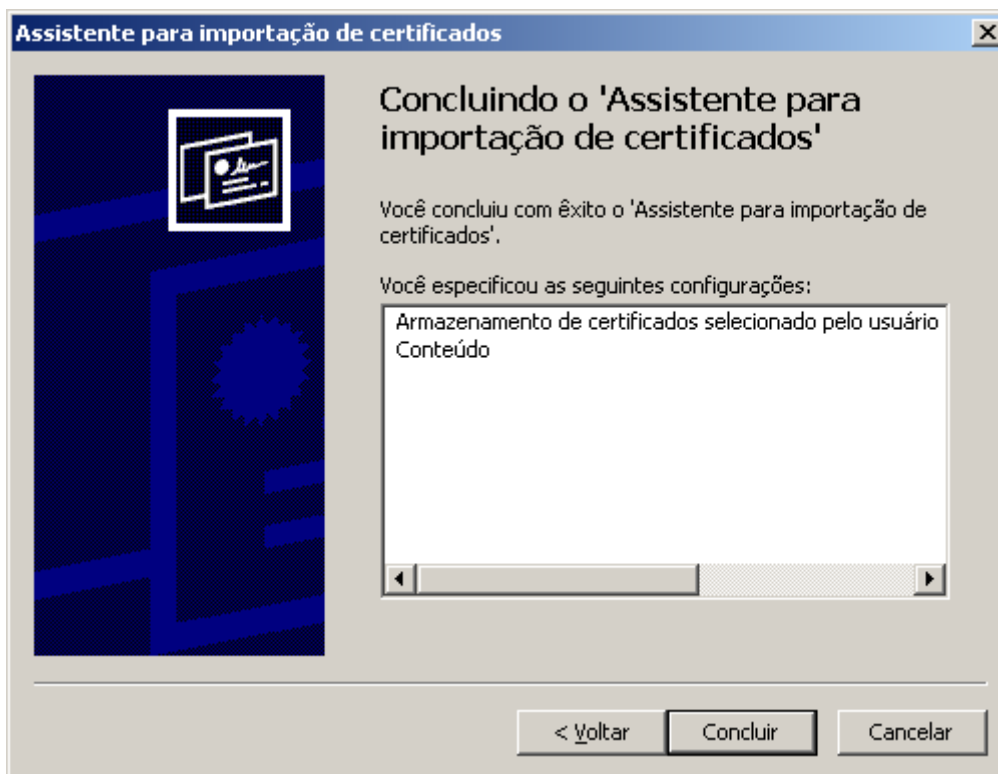 Assistente para importação de certificados
Concluindo o 'Assistente para
importação de certificados'
Você concluiu com êxito o 'Assistente para importação de
certificados'.
Você especificou as seguintes configurações:
Armazenamento de certificados selecionado pelo usuário
Conteúdo
< Voltar
Concluir
Cancelar